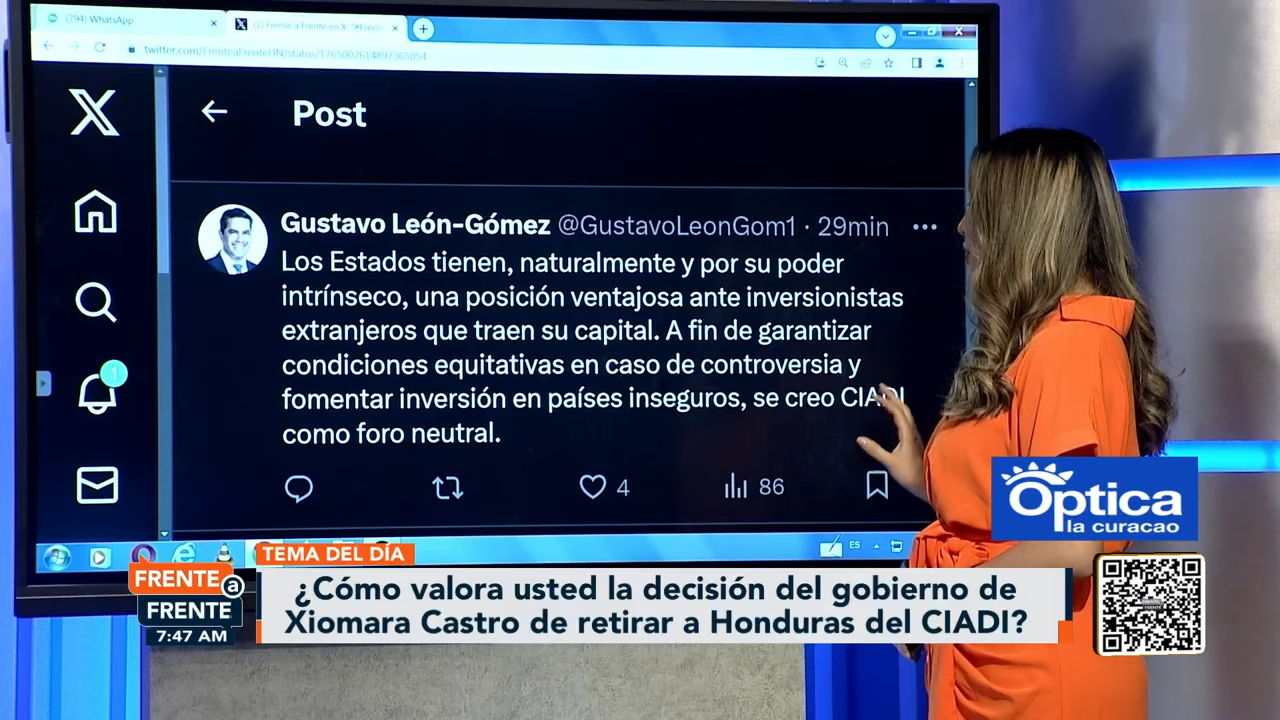 (794) WhatsApp
(1) Frente a Frente en X: "#Frente
twitter.com/FrenteaFrenteHN/status/1765002614897365054
Post
Gustavo León-Gómez @GustavoLeonGom1 · 29min
Los Estados tienen, naturalmente y por su poder
intrínseco, una posición ventajosa ante inversionistas
extranjeros que traen su capital. A fin de garantizar
condiciones equitativas en caso de controversia y
fomentar inversión en países inseguros, se creo CIADI
como foro neutral.
1
4
86
ES
Optica
la curacao
TEMA DEL DÍA
FRENTE a
FRENTE
7:47 AM
¿Cómo valora usted la decisión del gobierno de
Xiomara Castro de retirar a Honduras del CIADI?